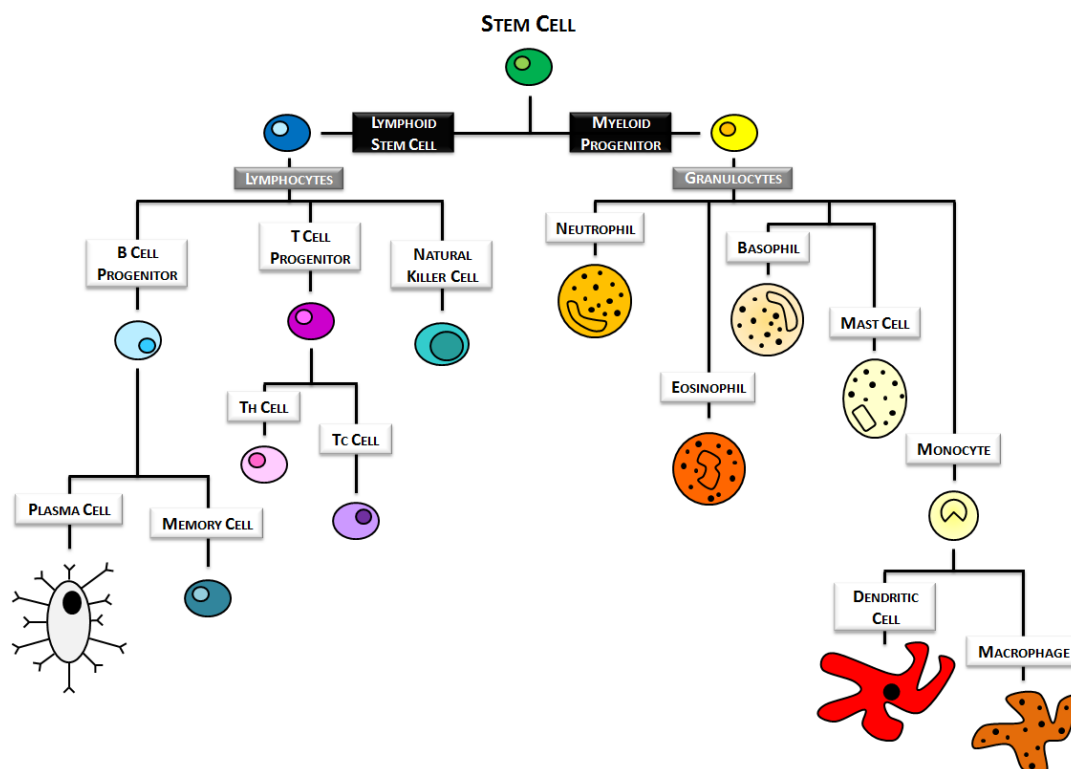 STEM CELL
LYMPHOID
STEM CELL
MYELOID
PROGENITOR
LYMPHOCYTES
GRANULOCYTES
B CELL
PROGENITOR
T CELL
PROGENITOR
NATURAL
KILLER CELL
NEUTROPHIL
BASOPHIL
MAST CELL
EOSINOPHIL
TH CELL
TC CELL
MONOCYTE
PLASMA CELL
MEMORY CELL
DENDRITIC
CELL
MACROPHAGE